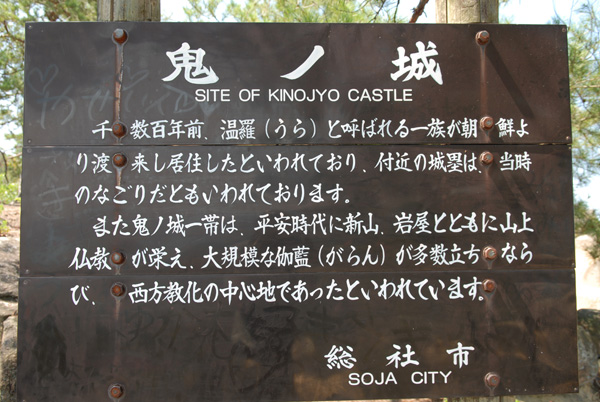 鬼ノ城
SITE OF KINOJYO CASTLE
千数百年前、温羅(うら)と呼ばれる一族が朝鮮よ
り渡来し居住したといわれており、付近の城塁は、当時
のなごりだともいわれております。
また鬼ノ城一帯は、平安時代に新山、岩屋とともに山上
仏教が栄え、大規模な伽藍(がらん)が多数立ちなら
び、西方教化の中心地であったといわれています。
総社市
SOJA CITY